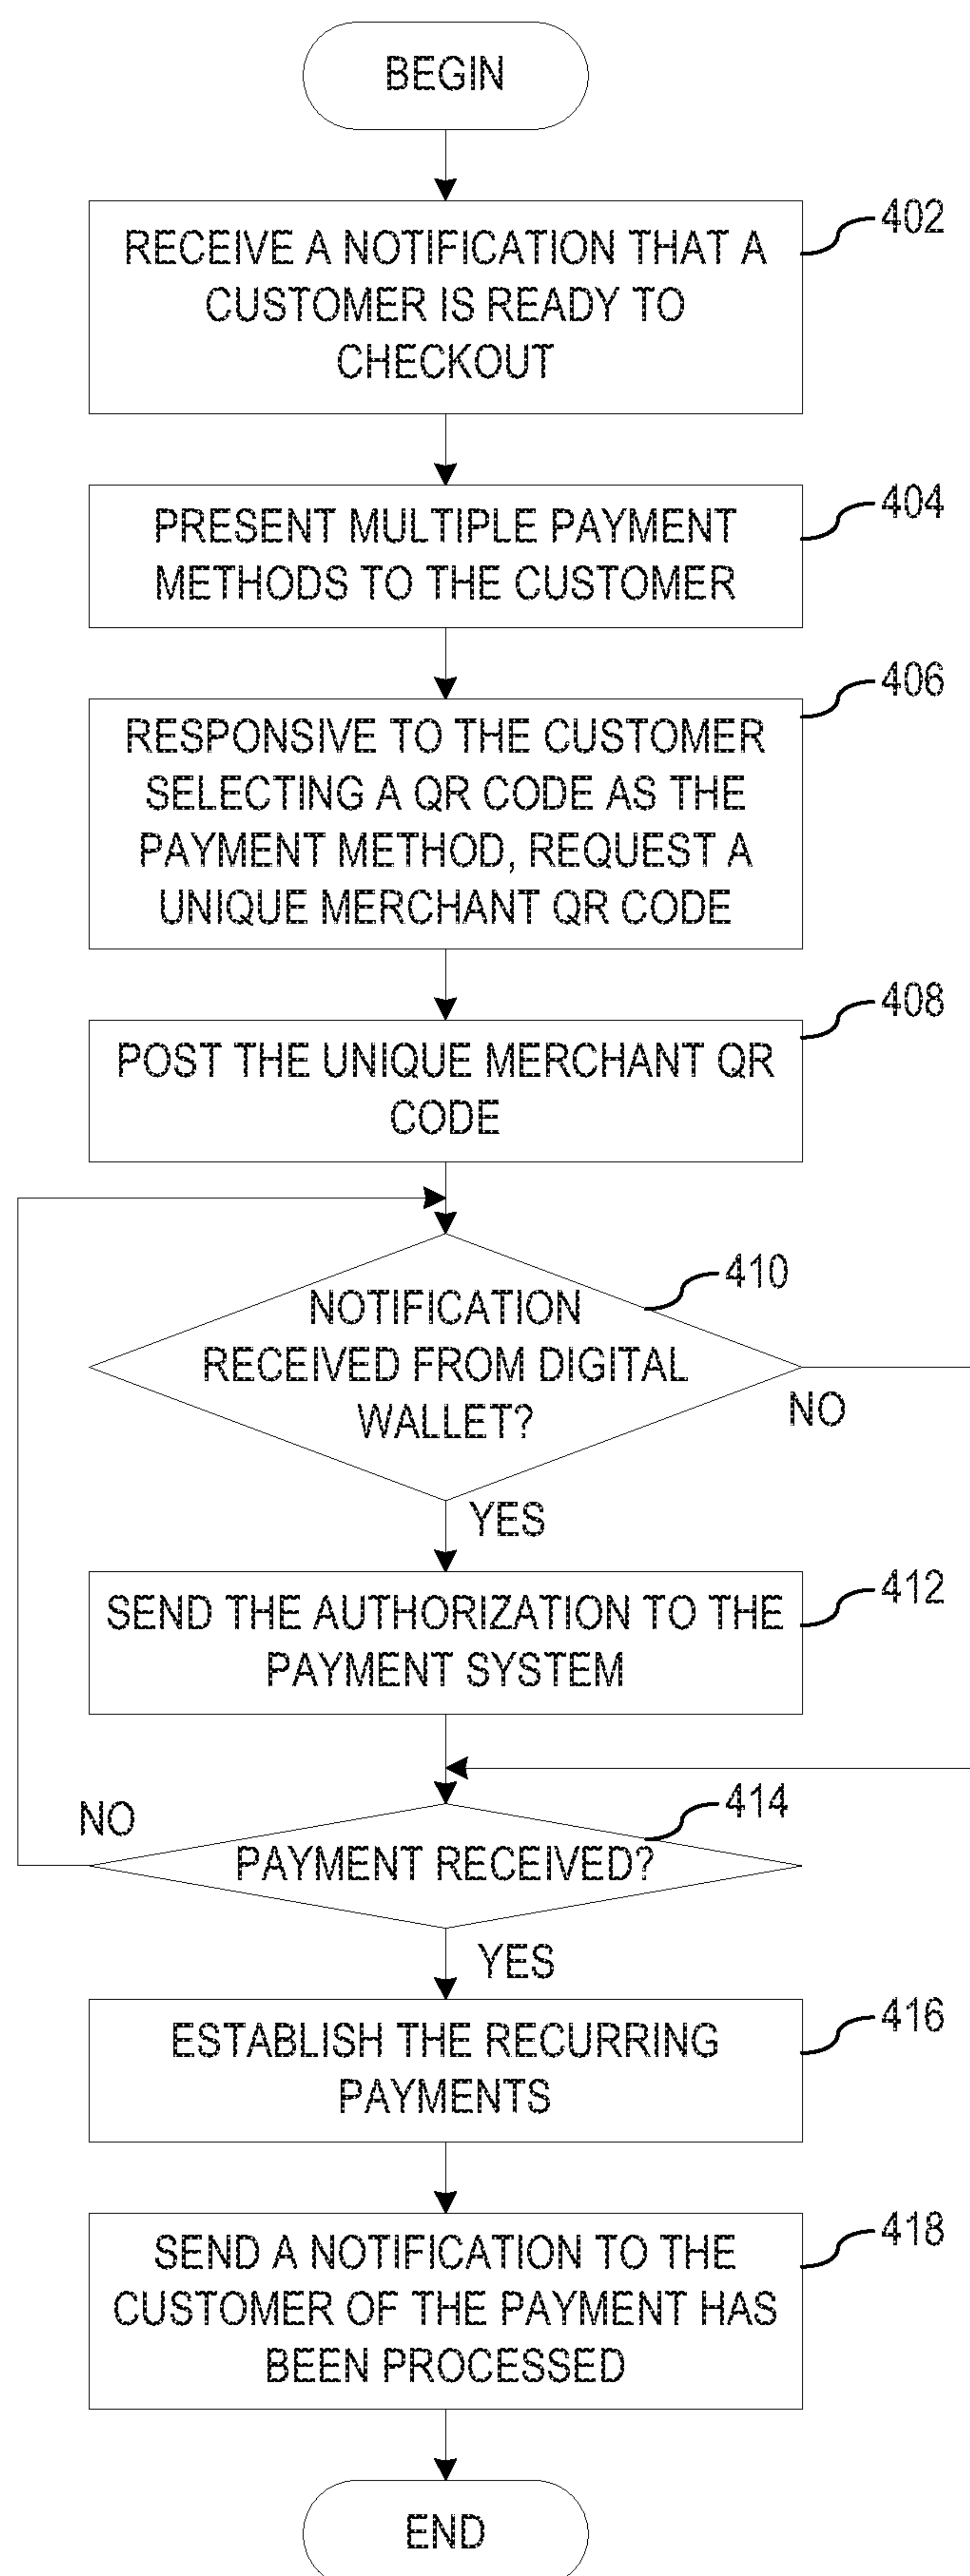 BEGIN
402
RECEIVE A NOTIFICATION THAT A
CUSTOMER IS READY TO
CHECKOUT
404
PRESENT MULTIPLE PAYMENT
METHODS TO THE CUSTOMER
406
RESPONSIVE TO THE CUSTOMER
SELECTING A QR CODE AS THE
PAYMENT METHOD, REQUEST A
UNIQUE MERCHANT QR CODE
408
POST THE UNIQUE MERCHANT QR
CODE
410
NOTIFICATION
RECEIVED FROM DIGITAL
WALLET?
NO
YES
412
SEND THE AUTHORIZATION TO THE
PAYMENT SYSTEM
414
NO
PAYMENT RECEIVED?
YES
416
ESTABLISH THE RECURRING
PAYMENTS
418
SEND A NOTIFICATION TO THE
CUSTOMER OF THE PAYMENT HAS
BEEN PROCESSED
END